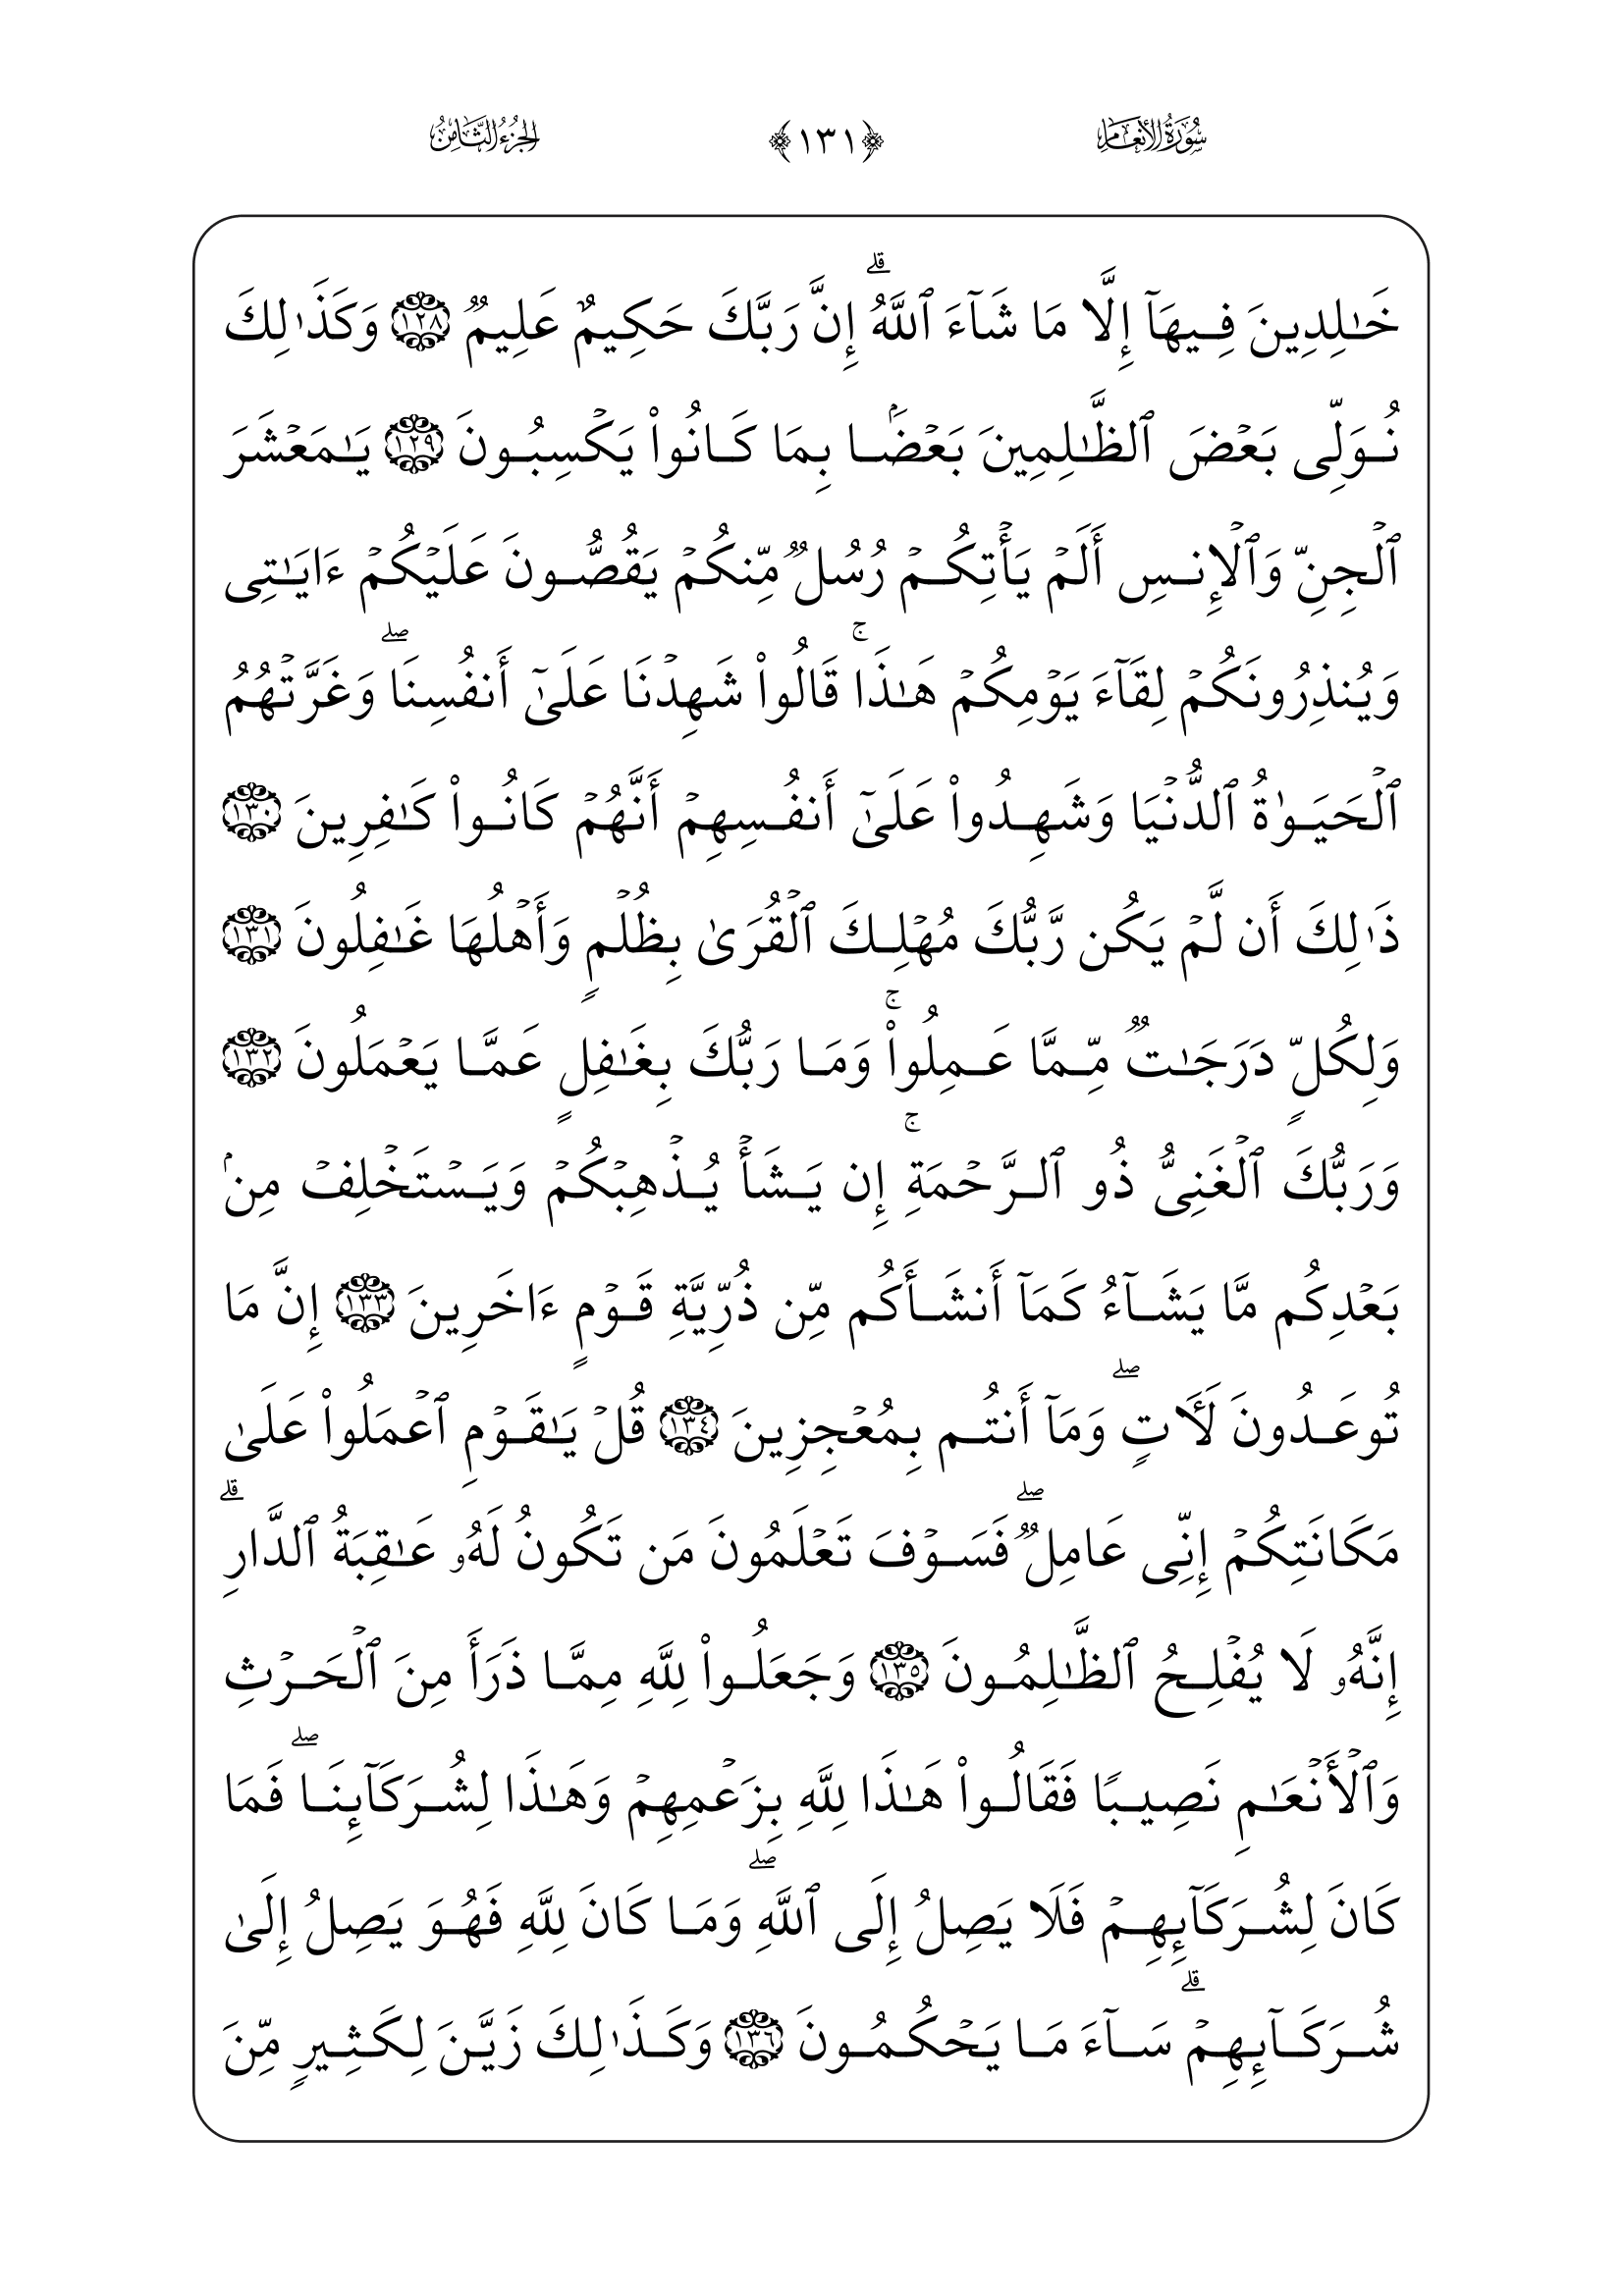 سُورَةُ الأَنْعَام ﴿١٣١﴾ الجُزْءُ الثَّامِنُ
خَـٰلِدِينَ فِيهَآ إِلَّا مَا شَآءَ ٱللَّهُ ۗ إِنَّ رَبَّكَ حَكِيمٌ عَلِيمٌ ١٢٨ وَكَذَٰلِكَ
نُوَلِّى بَعْضَ ٱلظَّـٰلِمِينَ بَعْضًۢا بِمَا كَانُوا۟ يَكْسِبُونَ ١٢٩ يَـٰمَعْشَرَ
ٱلْجِنِّ وَٱلْإِنسِ أَلَمْ يَأْتِكُمْ رُسُلٌ مِّنكُمْ يَقُصُّونَ عَلَيْكُمْ ءَايَـٰتِى
وَيُنذِرُونَكُمْ لِقَآءَ يَوْمِكُمْ هَـٰذَا ۚ قَالُوا۟ شَهِدْنَا عَلَىٰٓ أَنفُسِنَا ۖ وَغَرَّتْهُمُ
ٱلْحَيَوٰةُ ٱلدُّنْيَا وَشَهِدُوا۟ عَلَىٰٓ أَنفُسِهِمْ أَنَّهُمْ كَانُوا۟ كَـٰفِرِينَ ١٣٠
ذَٰلِكَ أَن لَّمْ يَكُن رَّبُّكَ مُهْلِكَ ٱلْقُرَىٰ بِظُلْمٍ وَأَهْلُهَا غَـٰفِلُونَ ١٣١
وَلِكُلٍّ دَرَجَـٰتٌ مِّمَّا عَمِلُوا۟ ۚ وَمَا رَبُّكَ بِغَـٰفِلٍ عَمَّا يَعْمَلُونَ ١٣٢
وَرَبُّكَ ٱلْغَنِىُّ ذُو ٱلرَّحْمَةِ ۚ إِن يَشَأْ يُذْهِبْكُمْ وَيَسْتَخْلِفْ مِنۢ
بَعْدِكُم مَّا يَشَآءُ كَمَآ أَنشَأَكُم مِّن ذُرِّيَّةِ قَوْمٍ ءَاخَرِينَ ١٣٣ إِنَّ مَا
تُوعَدُونَ لَـَٔاتٍ ۖ وَمَآ أَنتُم بِمُعْجِزِينَ ١٣٤ قُلْ يَـٰقَوْمِ ٱعْمَلُوا۟ عَلَىٰ
مَكَانَتِكُمْ إِنِّى عَامِلٌ ۖ فَسَوْفَ تَعْلَمُونَ مَن تَكُونُ لَهُۥ عَـٰقِبَةُ ٱلدَّارِ ۗ
إِنَّهُۥ لَا يُفْلِحُ ٱلظَّـٰلِمُونَ ١٣٥ وَجَعَلُوا۟ لِلَّهِ مِمَّا ذَرَأَ مِنَ ٱلْحَرْثِ
وَٱلْأَنْعَـٰمِ نَصِيبًا فَقَالُوا۟ هَـٰذَا لِلَّهِ بِزَعْمِهِمْ وَهَـٰذَا لِشُرَكَآئِنَا ۖ فَمَا
كَانَ لِشُرَكَآئِهِمْ فَلَا يَصِلُ إِلَى ٱللَّهِ ۖ وَمَا كَانَ لِلَّهِ فَهُوَ يَصِلُ إِلَىٰ
شُرَكَآئِهِمْ ۗ سَآءَ مَا يَحْكُمُونَ ١٣٦ وَكَذَٰلِكَ زَيَّنَ لِكَثِيرٍ مِّنَ